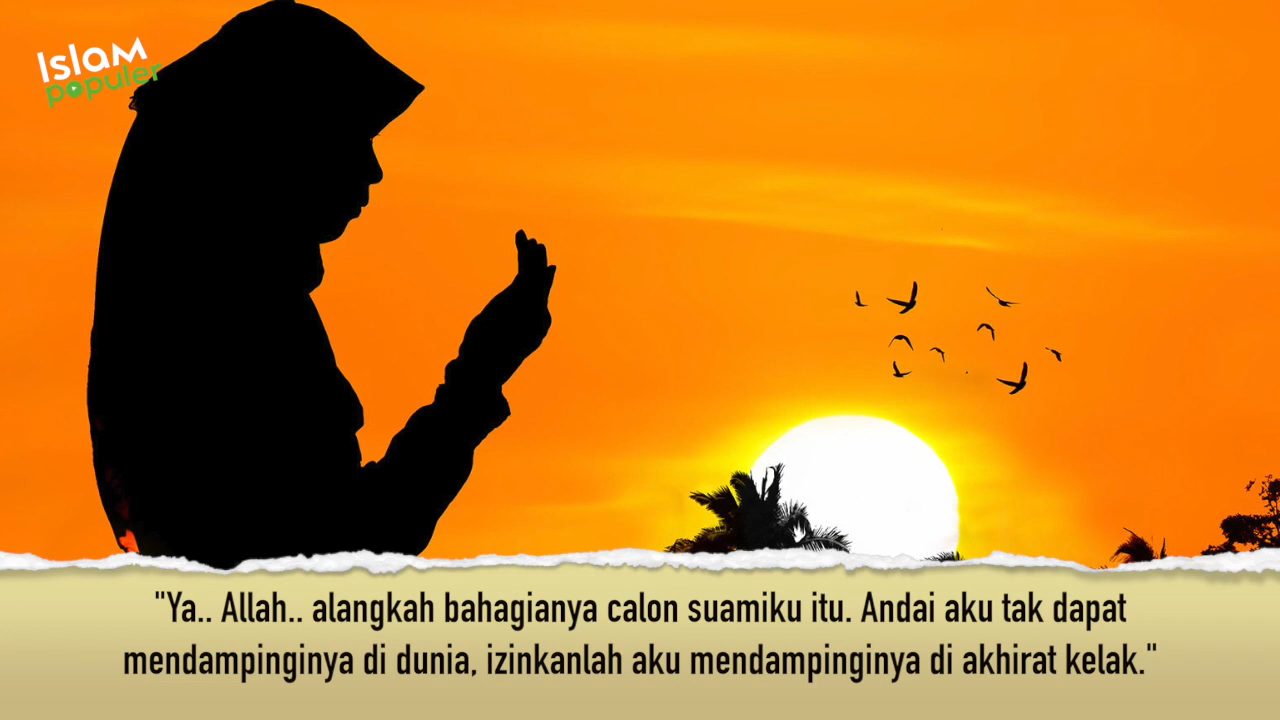 Islam
populer
"Ya.. Allah.. alangkah bahagianya calon suamiku itu. Andai aku tak dapat
mendampinginya di dunia, izinkanlah aku mendampinginya di akhirat kelak."